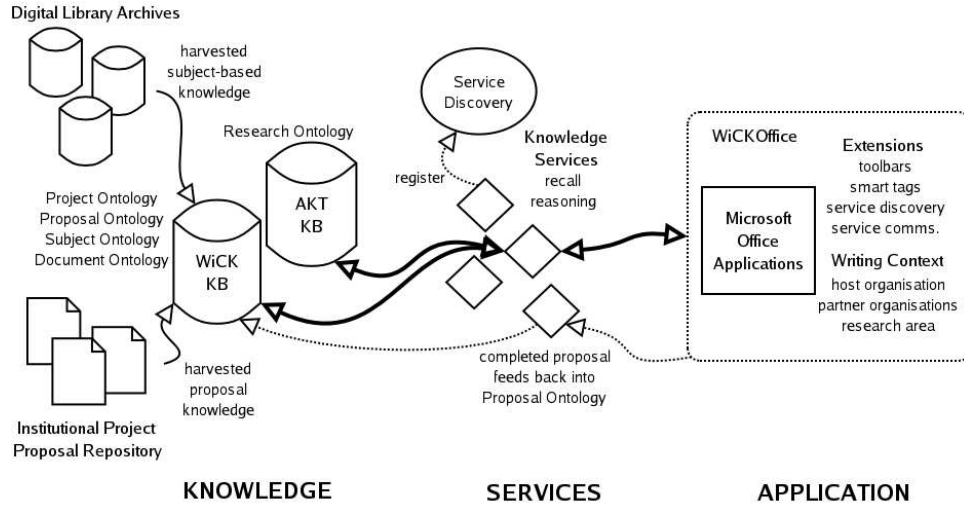 Digital Library Archives
harvested
subject-based
knowledge
Research Ontology
Project Ontology
Proposal Ontology
Subject Ontology
Document Ontology
WiCK
KB
AKT
KB
harvested
proposal
knowledge
Institutional Project
Proposal Repository
Service
Discovery
register
Knowledge
Services
recall
reasoning
completed proposal
feeds back into
Proposal Ontology
WiCKOffice
Microsoft
Office
Applications
Extensions
toolbars
smart tags
service discovery
service comms.
Writing Context
host organisation
partner organisations
research area
KNOWLEDGE
SERVICES
APPLICATION